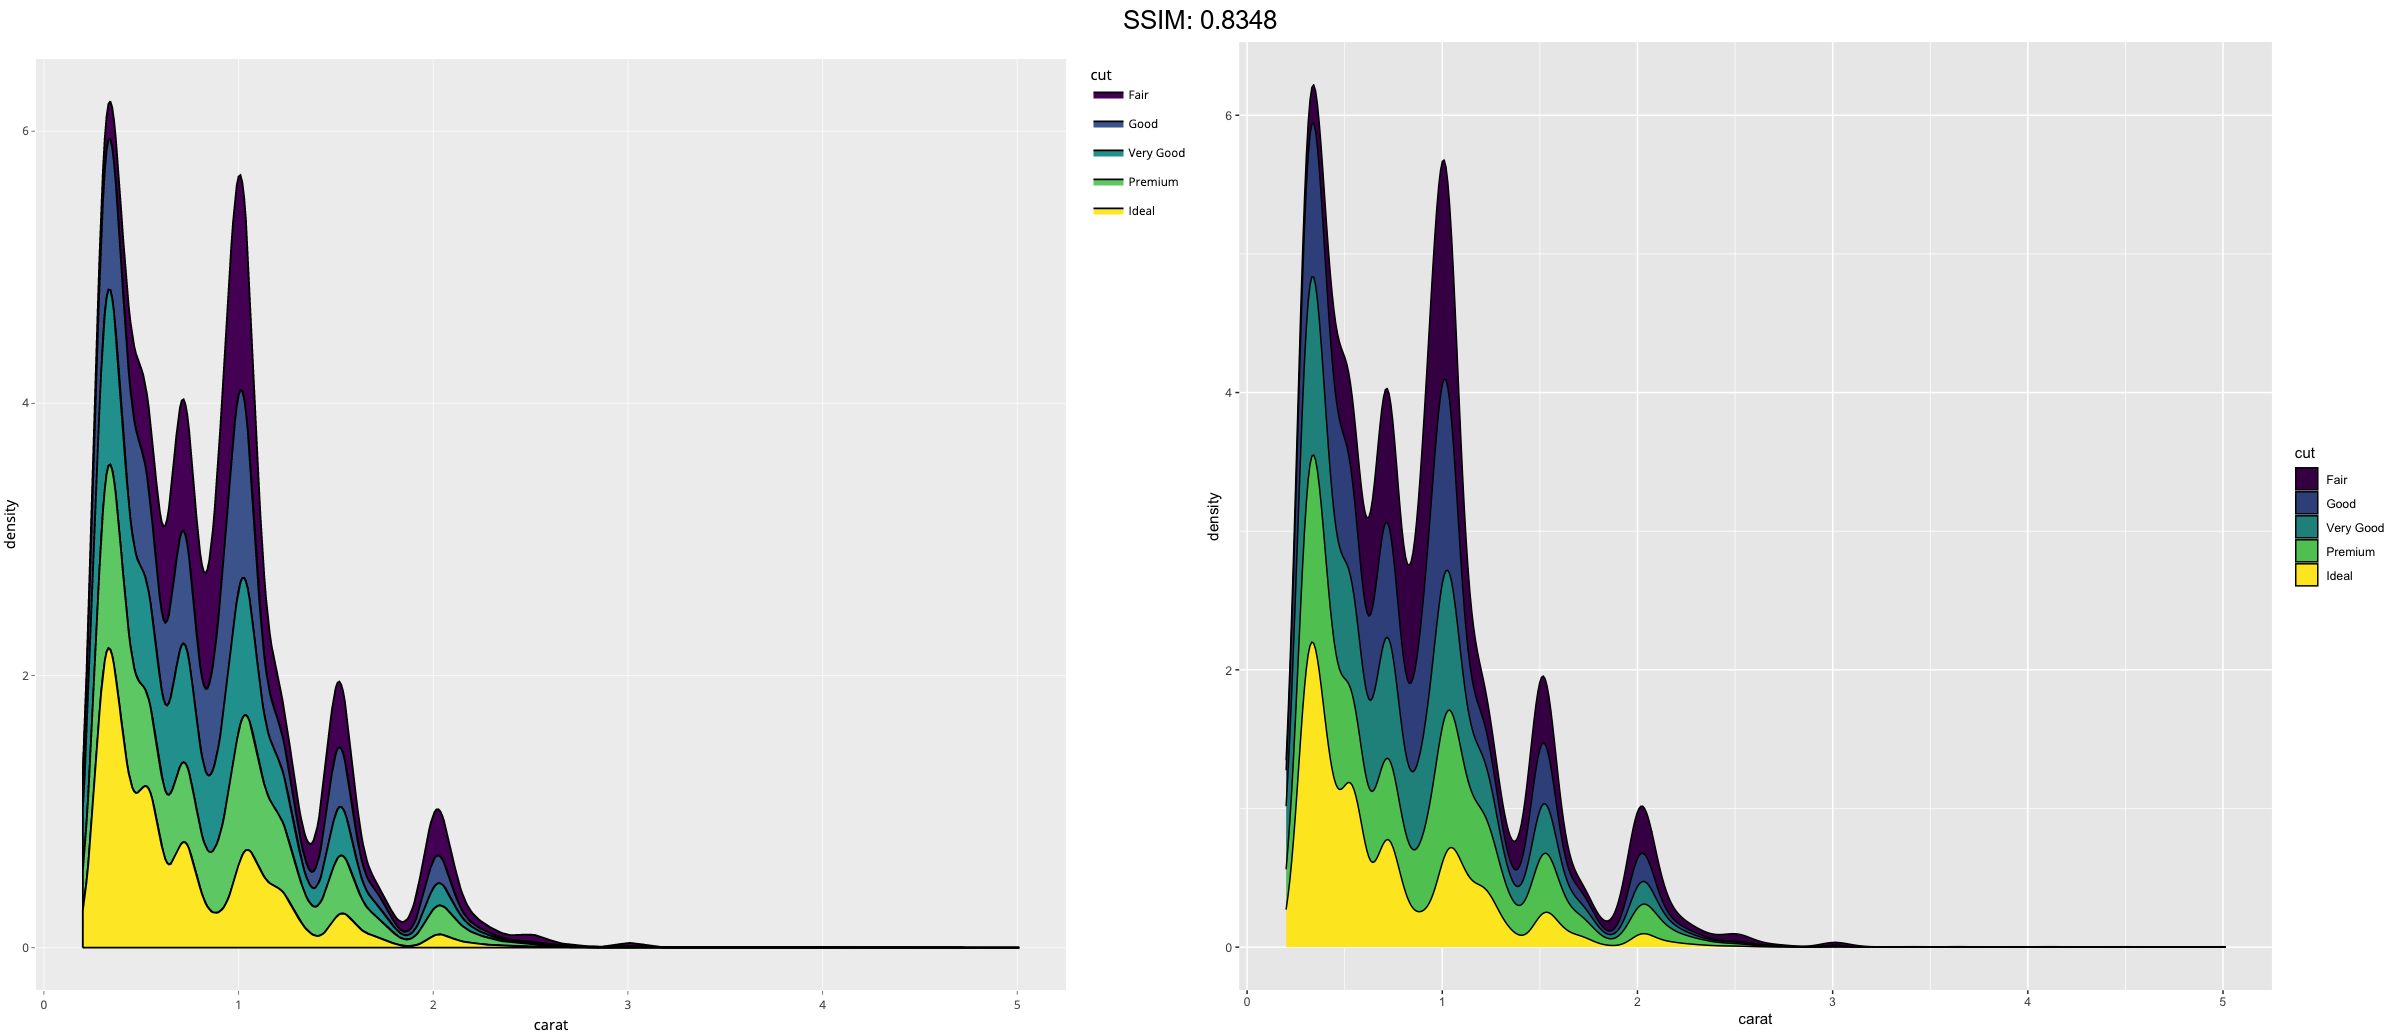 SSIM: 0.8348
cut
Fair
Good
Very Good
Premium
Ideal
6
4
2
0
density
0 1 2 3 4 5
carat
6
4
2
0
density
0 1 2 3 4 5
carat
cut
Fair
Good
Very Good
Premium
Ideal